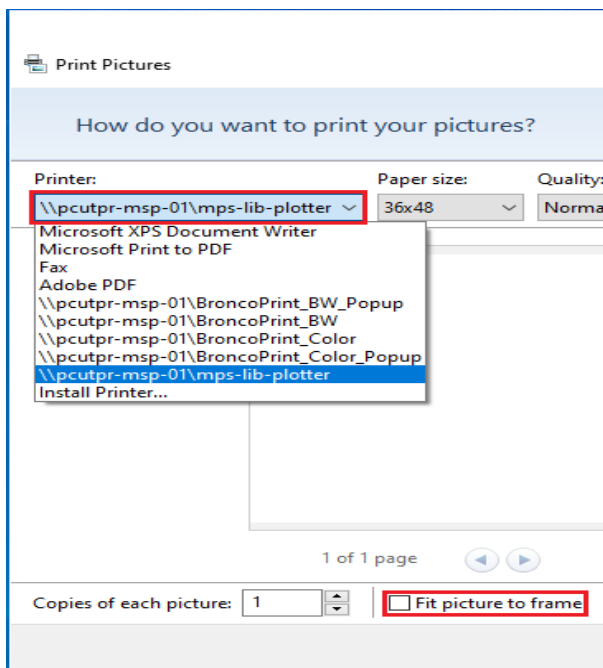 Print Pictures
How do you want to print your pictures?
Printer: Paper size: Quality:
\\pcutpr-msp-01\mps-lib-plotter 36x48 Norma
Microsoft XPS Document Writer
Microsoft Print to PDF
Fax
Adobe PDF
\\pcutpr-msp-01\BroncoPrint_BW_Popup
\\pcutpr-msp-01\BroncoPrint_BW
\\pcutpr-msp-01\BroncoPrint_Color
\\pcutpr-msp-01\BroncoPrint_Color_Popup
\\pcutpr-msp-01\mps-lib-plotter
Install Printer...
1 of 1 page
Copies of each picture: 1 Fit picture to frame